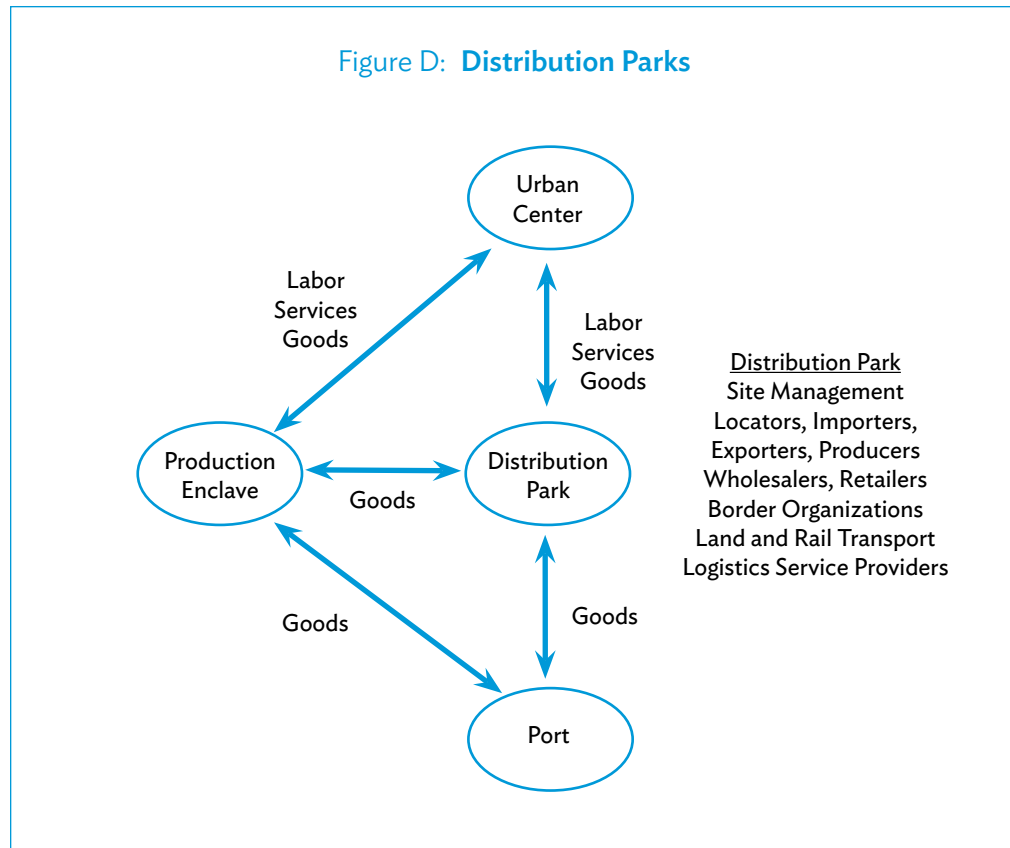 Figure D: Distribution Parks
Urban
Center
Labor
Services
Goods
Labor
Services
Goods
Production
Enclave
Goods
Distribution
Park
Distribution Park
Site Management
Locators, Importers,
Exporters, Producers
Wholesalers, Retailers
Border Organizations
Land and Rail Transport
Logistics Service Providers
Goods
Goods
Port